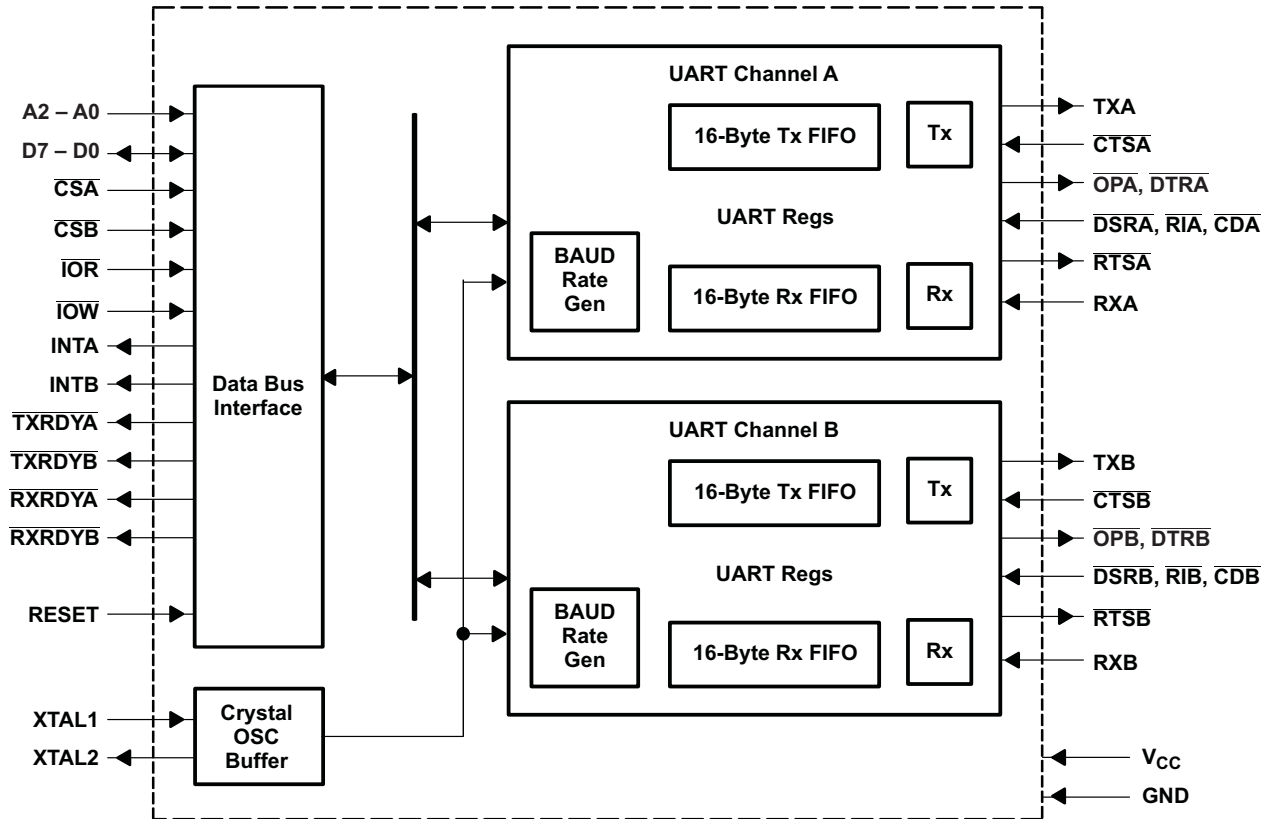 A2 – A0
D7 – D0
CSA
CSB
IOR
IOW
INTA
INTB
TXRDYA
TXRDYB
RXRDYA
RXRDYB
RESET
XTAL1
XTAL2
Data Bus
Interface
Crystal
OSC
Buffer
UART Channel A
16-Byte Tx FIFO
Tx
UART Regs
BAUD
Rate
Gen
16-Byte Rx FIFO
Rx
UART Channel B
16-Byte Tx FIFO
Tx
UART Regs
BAUD
Rate
Gen
16-Byte Rx FIFO
Rx
TXA
CTSA
OPA, DTRA
DSRA, RIA, CDA
RTSA
RXA
TXB
CTSB
OPB, DTRB
DSRB, RIB, CDB
RTSB
RXB
VCC
GND